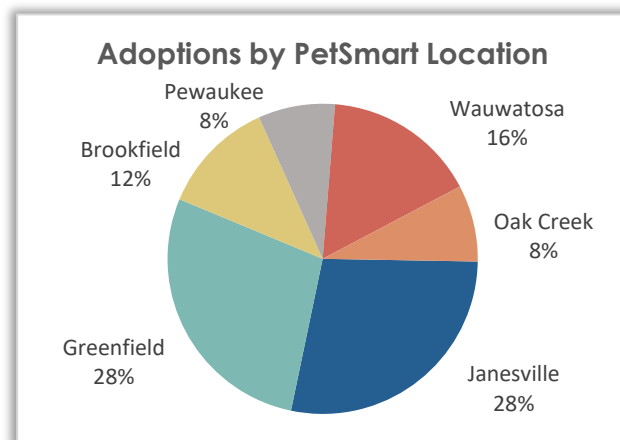 Adoptions by PetSmart Location
Pewaukee
8%
Wauwatosa
16%
Brookfield
12%
Oak Creek
8%
Greenfield
28%
Janesville
28%